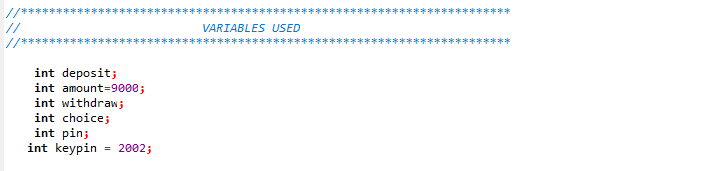 //**********************************************************************
//                          VARIABLES USED
//**********************************************************************
int deposit;
int amount=9000;
int withdraw;
int choice;
int pin;
int keypin = 2002;